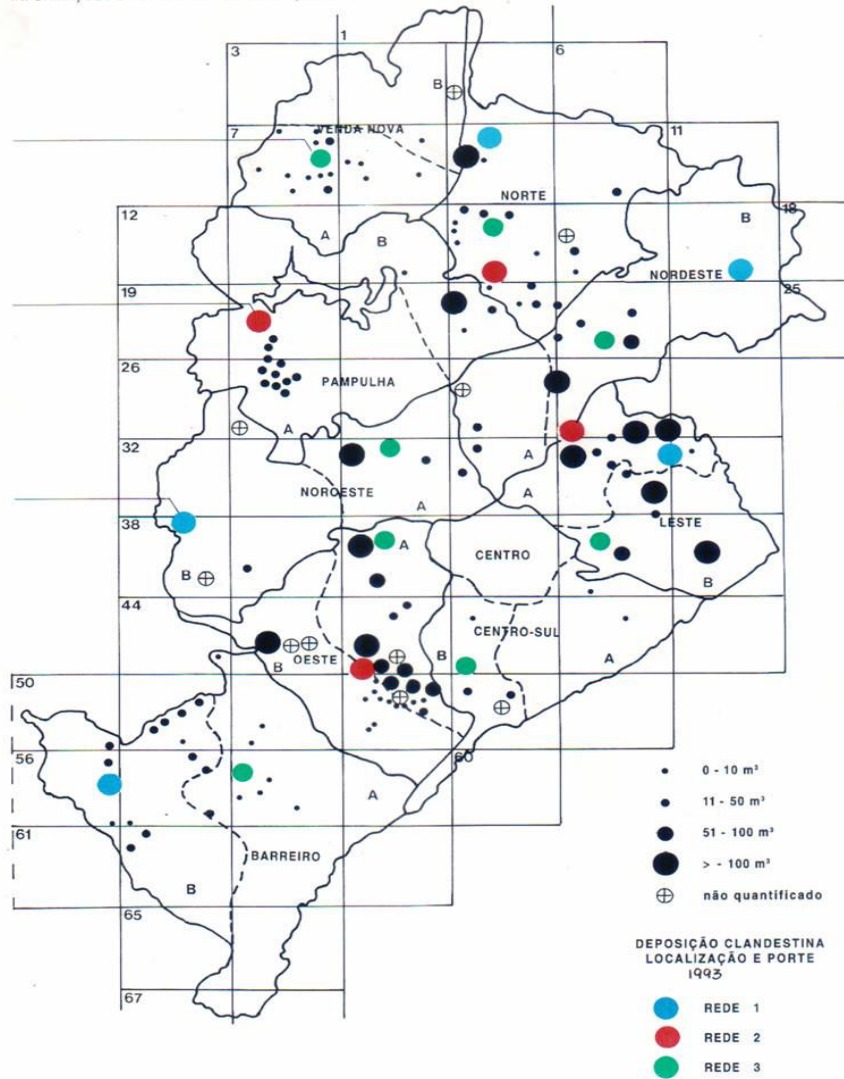 1
3
6
B
7
VENDA NOVA
11
NORTE
12
18
A
B
B
NORDESTE
19
25
26
PAMPULHA
A
32
A
NOROESTE
A
A
38
LESTE
A
CENTRO
B
B
44
CENTRO-SUL
A
OESTE
B
B
50
56
60
A
61
BARREIRO
B
65
67
0 - 10 m³
11 - 50 m³
51 - 100 m³
> - 100 m³
não quantificado
DEPOSIÇÃO CLANDESTINA
LOCALIZAÇÃO E PORTE
1993
REDE 1
REDE 2
REDE 3